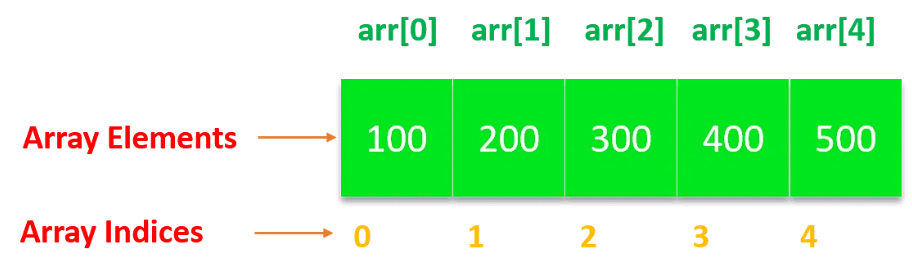 arr[0] arr[1] arr[2] arr[3] arr[4]
Array Elements 100 200 300 400 500
Array Indices 0 1 2 3 4